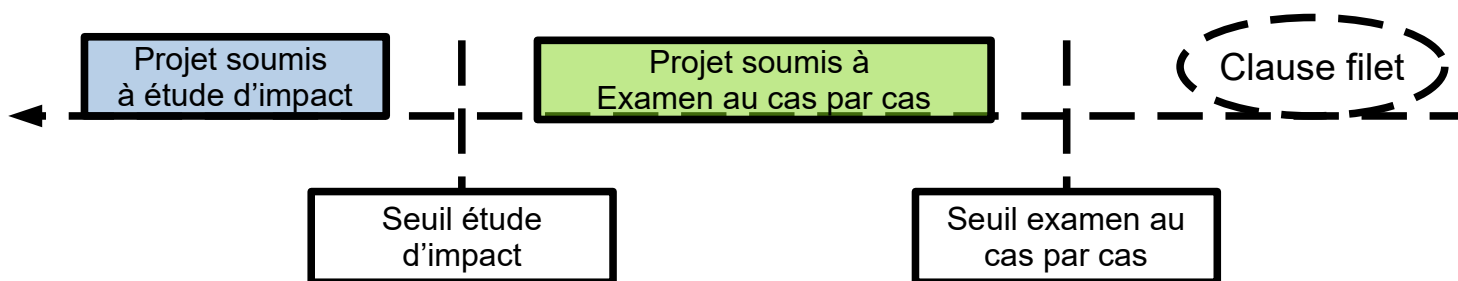 Projet soumis
à étude d'impact
Projet soumis à
Examen au cas par cas
Clause filet
Seuil étude
d'impact
Seuil examen au
cas par cas